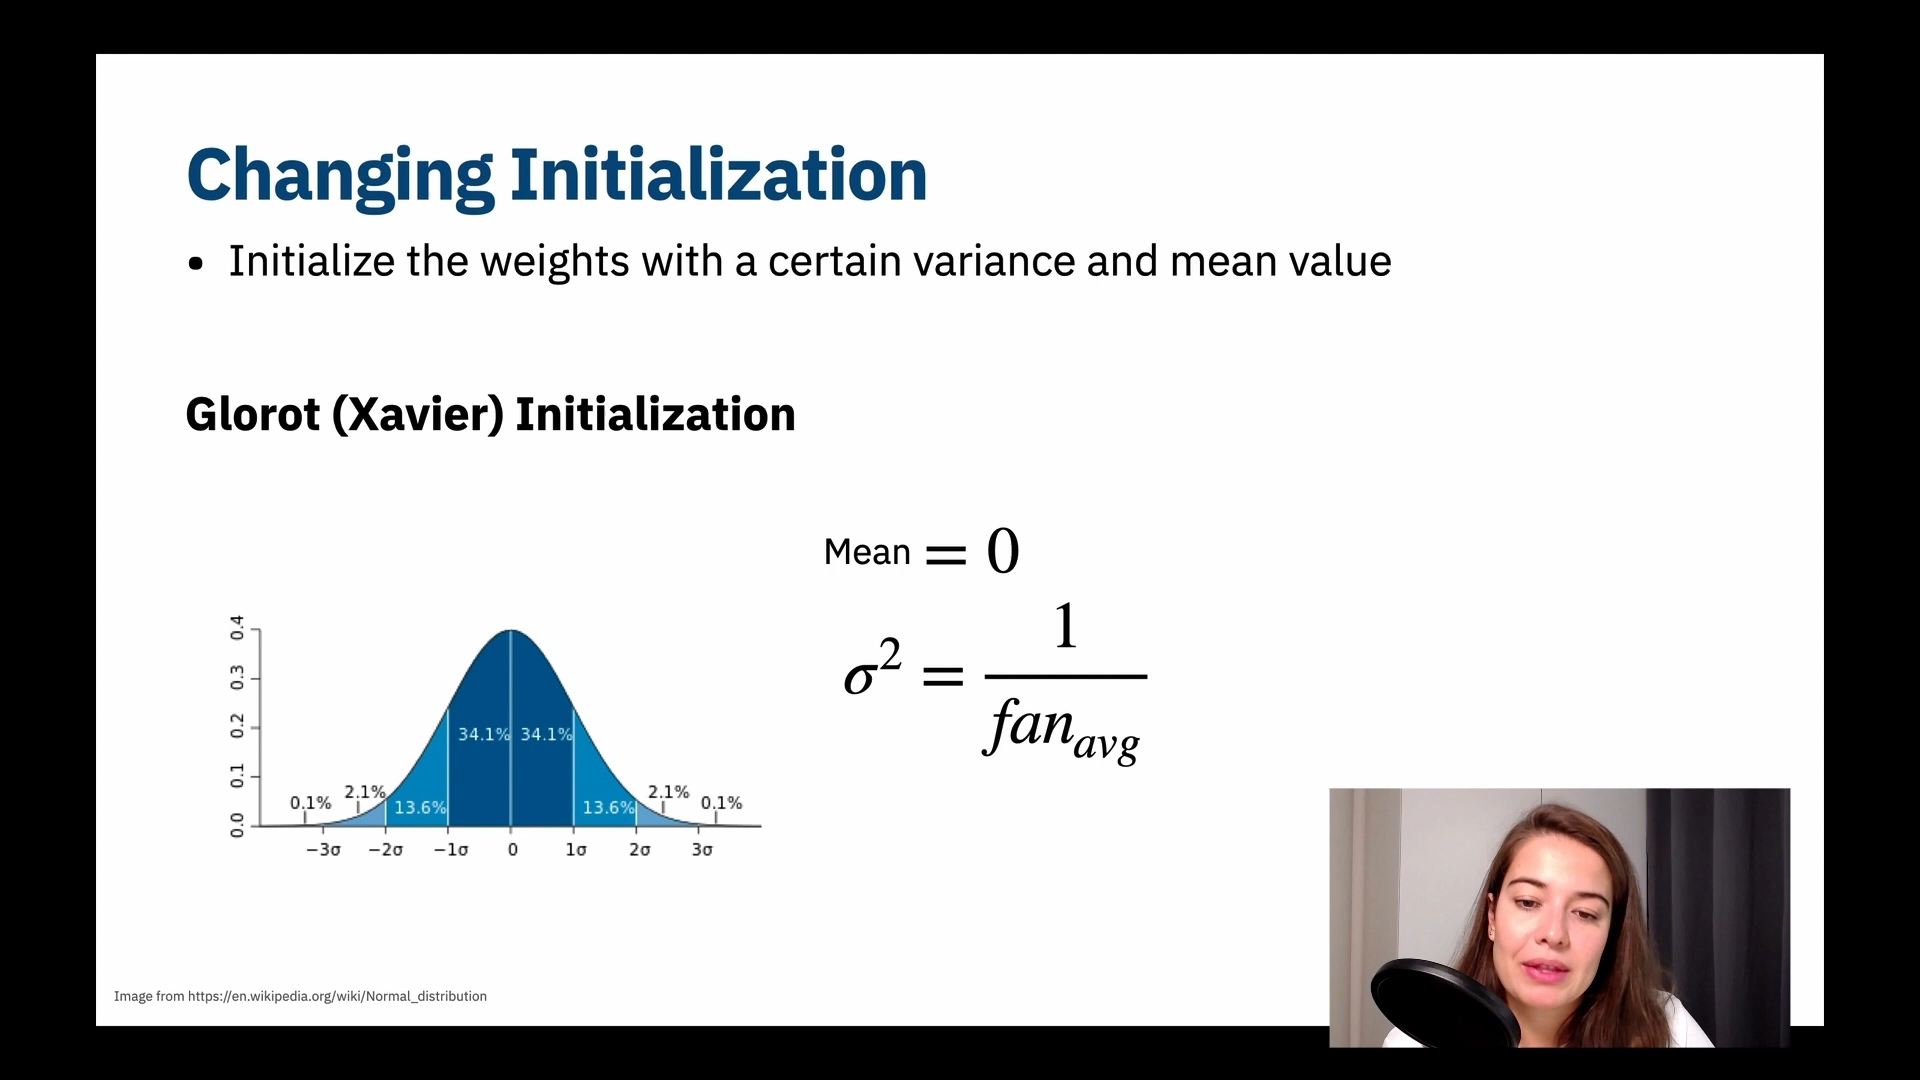 Changing Initialization
• Initialize the weights with a certain variance and mean value
Glorot (Xavier) Initialization
Mean = 0
σ² = 1 / fan_avg
0.4
0.3
0.2
0.1
0.0
34.1% 34.1%
0.1% 2.1% 13.6% 13.6% 2.1% 0.1%
−3σ −2σ −1σ 0 1σ 2σ 3σ
Image from https://en.wikipedia.org/wiki/Normal_distribution